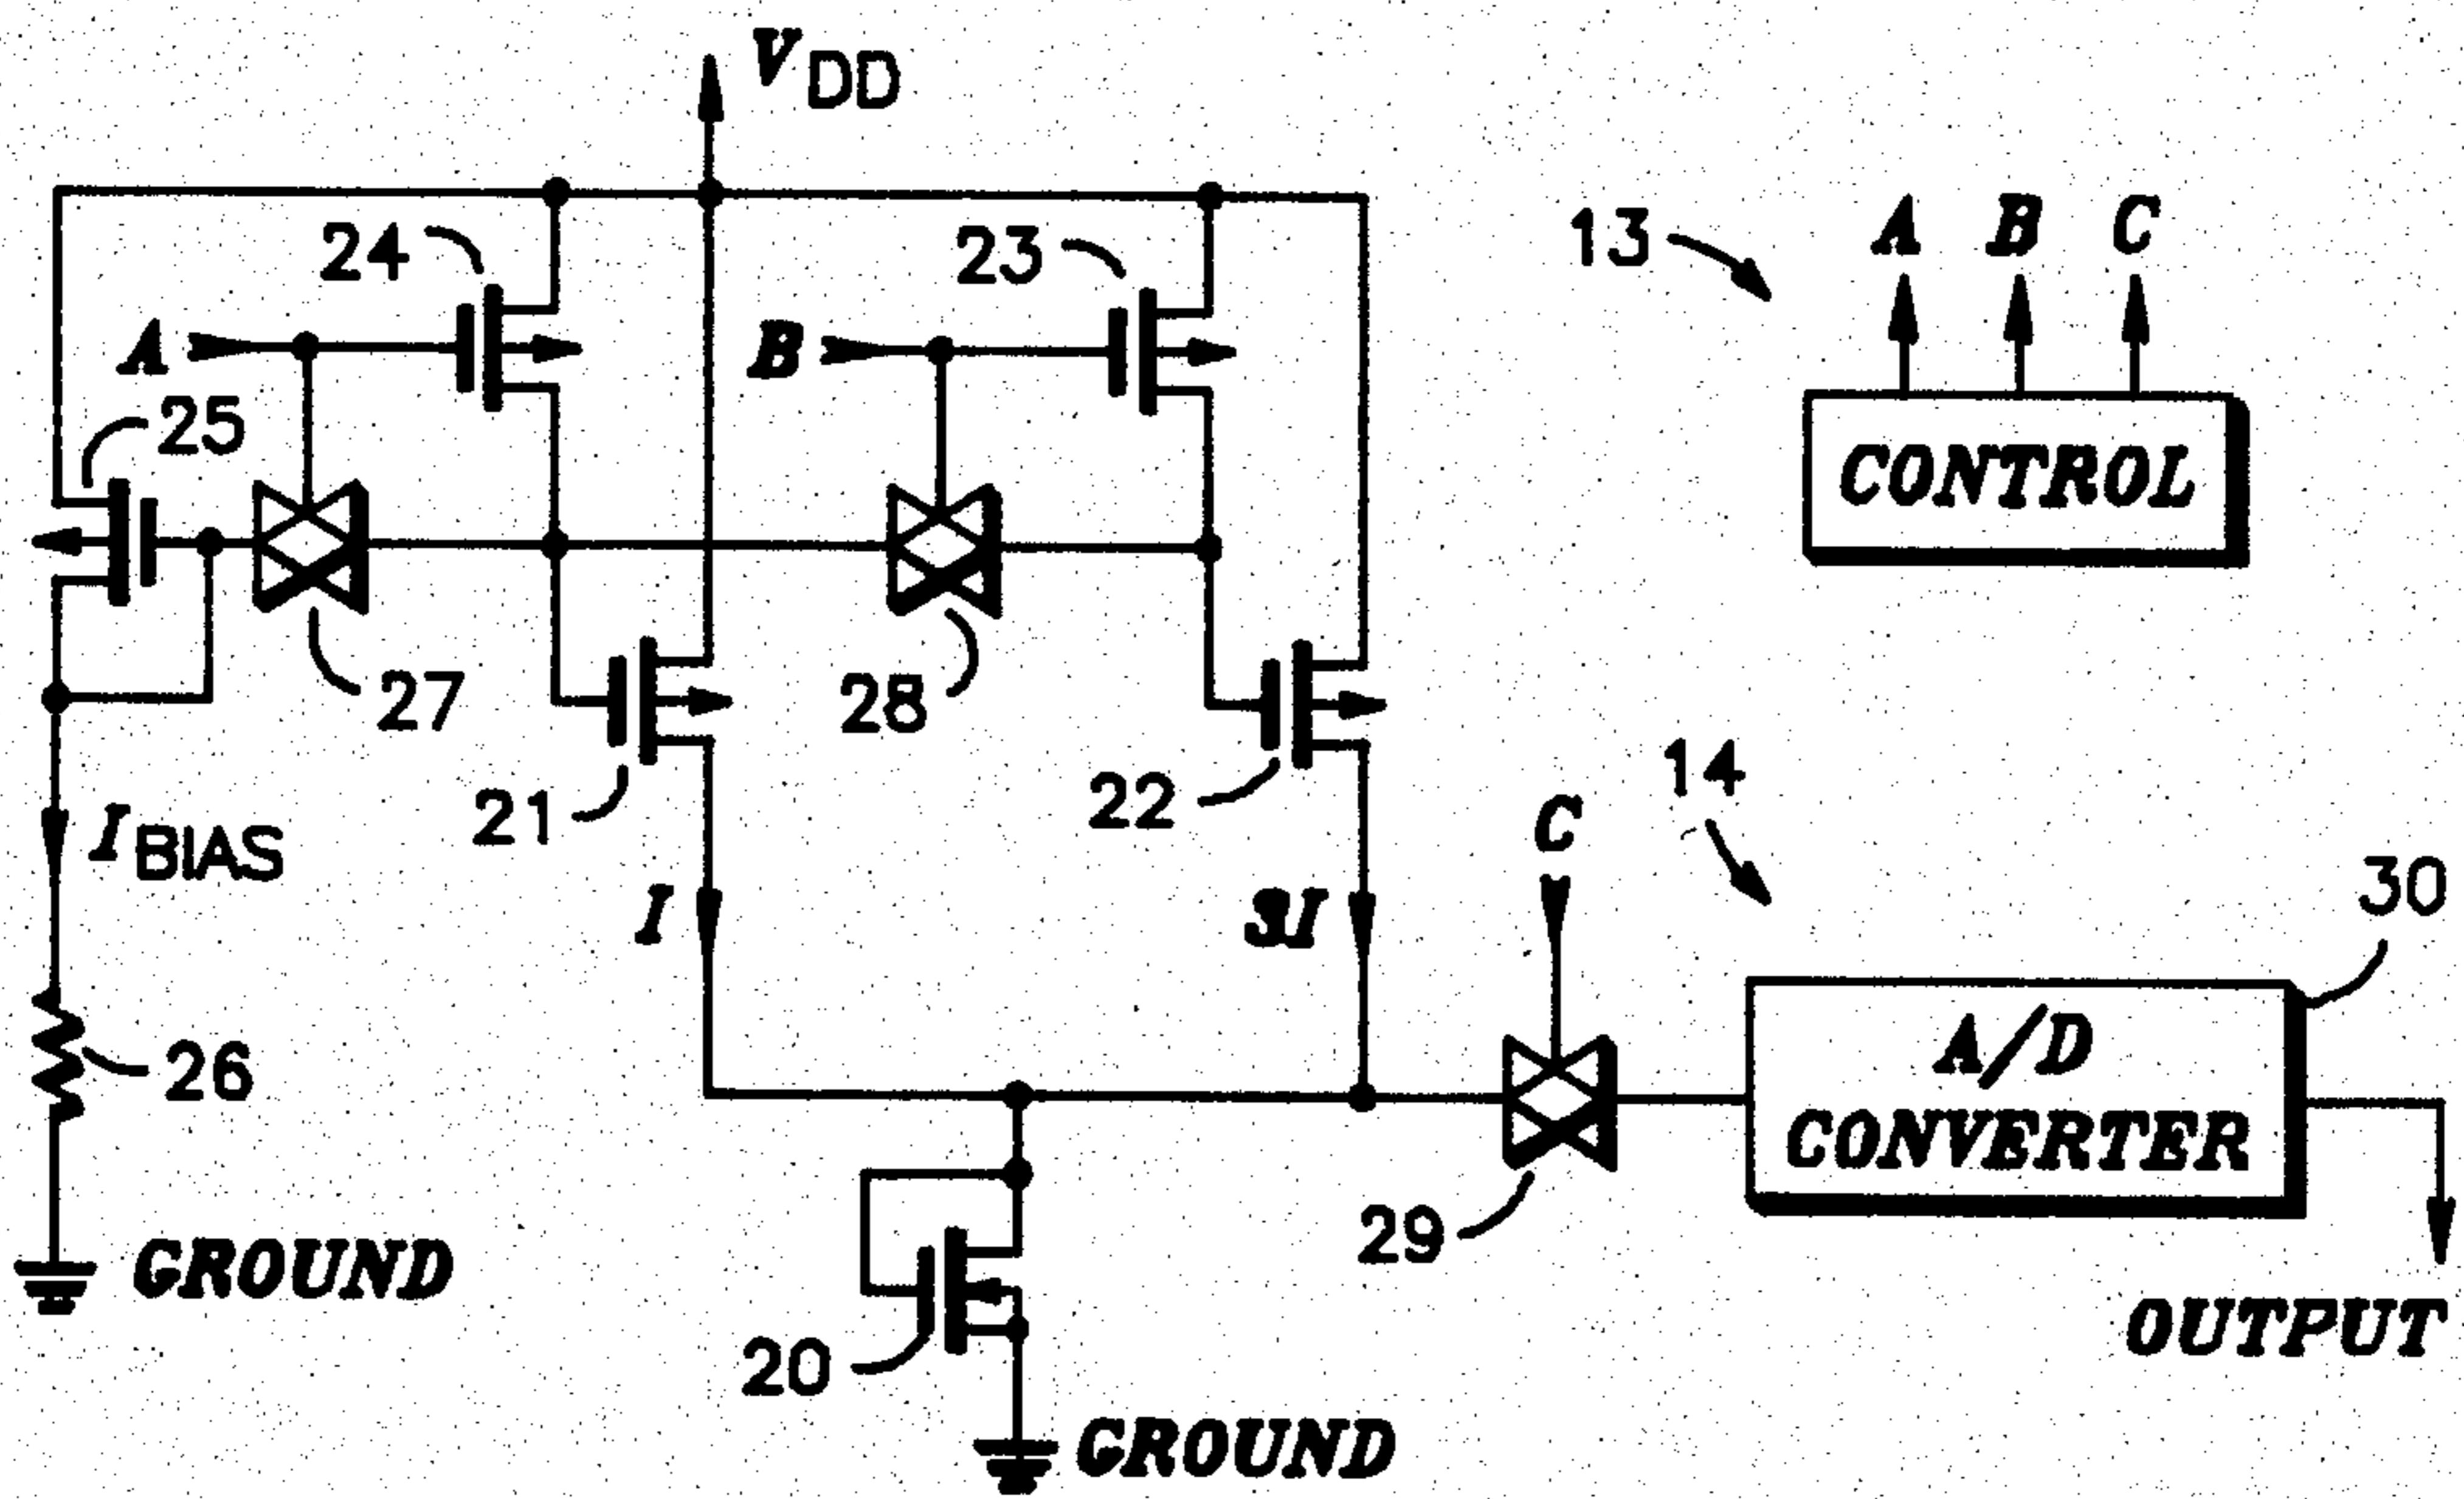 VDD
24
23
13
A
B
C
A
B
25
CONTROL
27
28
21
22
14
C
IBIAS
I
3I
30
26
A/D
CONVERTER
29
GROUND
20
OUTPUT
GROUND